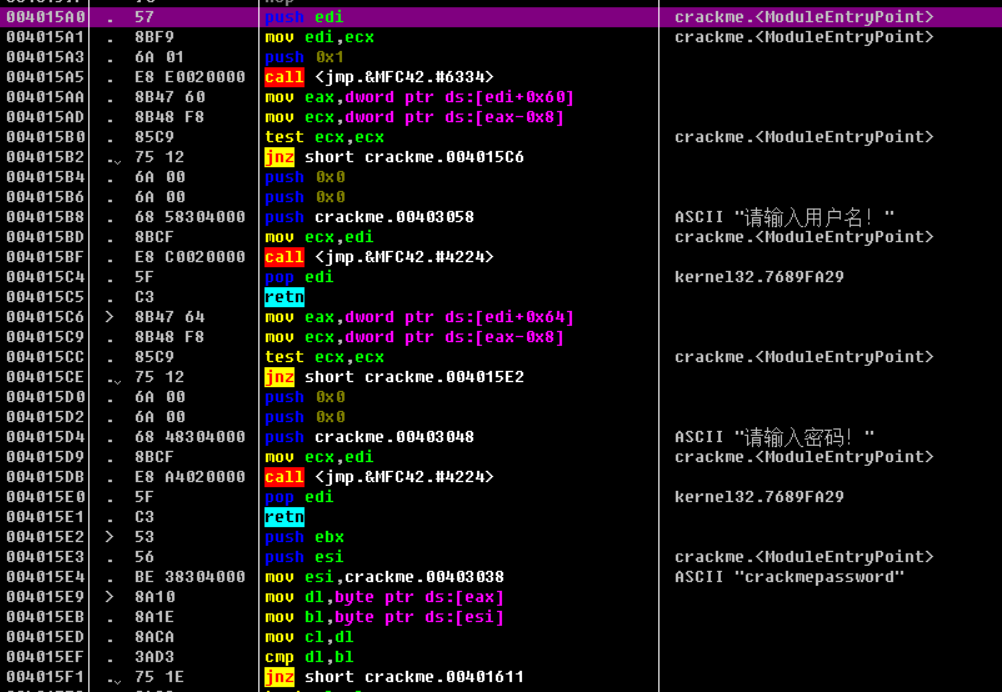 004015A0 . 57 push edi crackme.<ModuleEntryPoint>
004015A1 . 8BF9 mov edi,ecx crackme.<ModuleEntryPoint>
004015A3 . 6A 01 push 0x1
004015A5 . E8 E0020000 call <jmp.&MFC42.#6334>
004015AA . 8B47 60 mov eax,dword ptr ds:[edi+0x60]
004015AD . 8B48 F8 mov ecx,dword ptr ds:[eax-0x8]
004015B0 . 85C9 test ecx,ecx crackme.<ModuleEntryPoint>
004015B2 . 75 12 jnz short crackme.004015C6
004015B4 . 6A 00 push 0x0
004015B6 . 6A 00 push 0x0
004015B8 . 68 58304000 push crackme.00403058 ASCII "请输入用户名！"
004015BD . 8BCF mov ecx,edi crackme.<ModuleEntryPoint>
004015BF . E8 C0020000 call <jmp.&MFC42.#4224>
004015C4 . 5F pop edi kernel32.7689FA29
004015C5 . C3 retn
004015C6 > 8B47 64 mov eax,dword ptr ds:[edi+0x64]
004015C9 . 8B48 F8 mov ecx,dword ptr ds:[eax-0x8]
004015CC . 85C9 test ecx,ecx crackme.<ModuleEntryPoint>
004015CE . 75 12 jnz short crackme.004015E2
004015D0 . 6A 00 push 0x0
004015D2 . 6A 00 push 0x0
004015D4 . 68 48304000 push crackme.00403048 ASCII "请输入密码！"
004015D9 . 8BCF mov ecx,edi crackme.<ModuleEntryPoint>
004015DB . E8 A4020000 call <jmp.&MFC42.#4224>
004015E0 . 5F pop edi kernel32.7689FA29
004015E1 . C3 retn
004015E2 > 53 push ebx
004015E3 . 56 push esi crackme.<ModuleEntryPoint>
004015E4 . BE 38304000 mov esi,crackme.00403038 ASCII "crackmepassword"
004015E9 > 8A10 mov dl,byte ptr ds:[eax]
004015EB . 8A1E mov bl,byte ptr ds:[esi]
004015ED . 8ACA mov cl,dl
004015EF . 3AD3 cmp dl,bl
004015F1 . 75 1E jnz short crackme.00401611